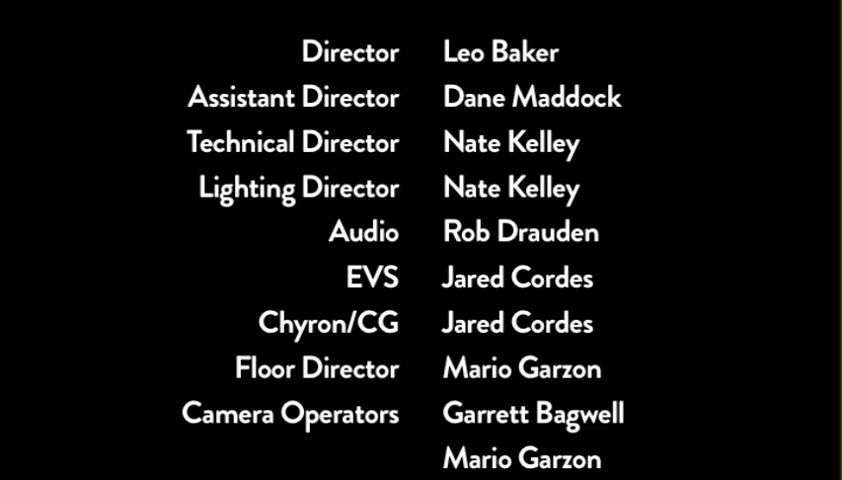 Director Leo Baker
Assistant Director Dane Maddock
Technical Director Nate Kelley
Lighting Director Nate Kelley
Audio Rob Drauden
EVS Jared Cordes
Chyron/CG Jared Cordes
Floor Director Mario Garzon
Camera Operators Garrett Bagwell
Mario Garzon